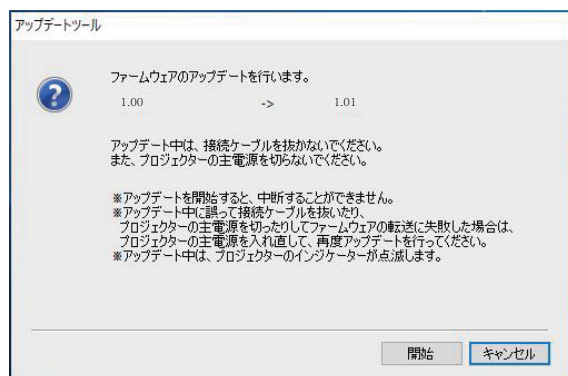 アップデートツール
ファームウェアのアップデートを行います。
1.00 -> 1.01
アップデート中は、接続ケーブルを抜かないでください。
また、プロジェクターの主電源を切らないでください。
※アップデートを開始すると、中断することができません。
※アップデート中に誤って接続ケーブルを抜いたり、
プロジェクターの主電源を切ったりしてファームウェアの転送に失敗した場合は、
プロジェクターの主電源を入れ直して、再度アップデートを行ってください。
※アップデート中は、プロジェクターのインジケーターが点滅します。
開始 キャンセル